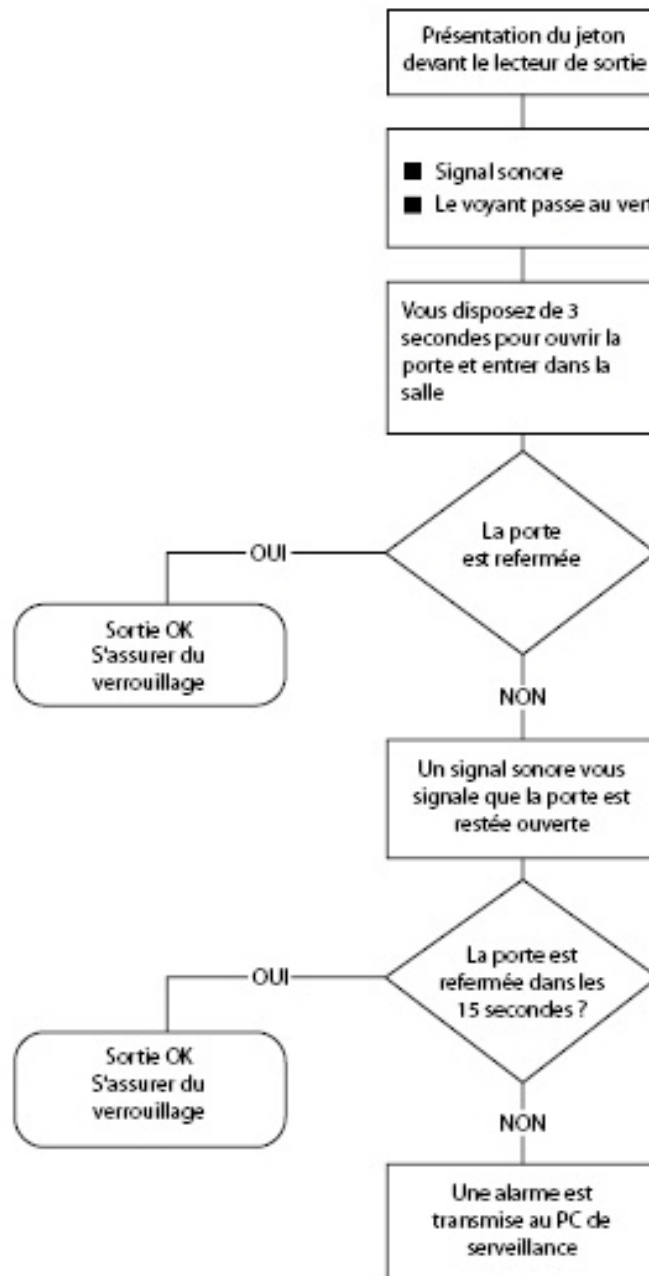 Présentation du jeton
devant le lecteur de sortie
■ Signal sonore
■ Le voyant passe au vert
Vous disposez de 3
secondes pour ouvrir la
porte et entrer dans la
salle
La porte
est refermée
OUI
Sortie OK
S'assurer du
verrouillage
NON
Un signal sonore vous
signale que la porte est
restée ouverte
La porte est
refermée dans les
15 secondes ?
OUI
Sortie OK
S'assurer du
verrouillage
NON
Une alarme est
transmise au PC de
serveillance